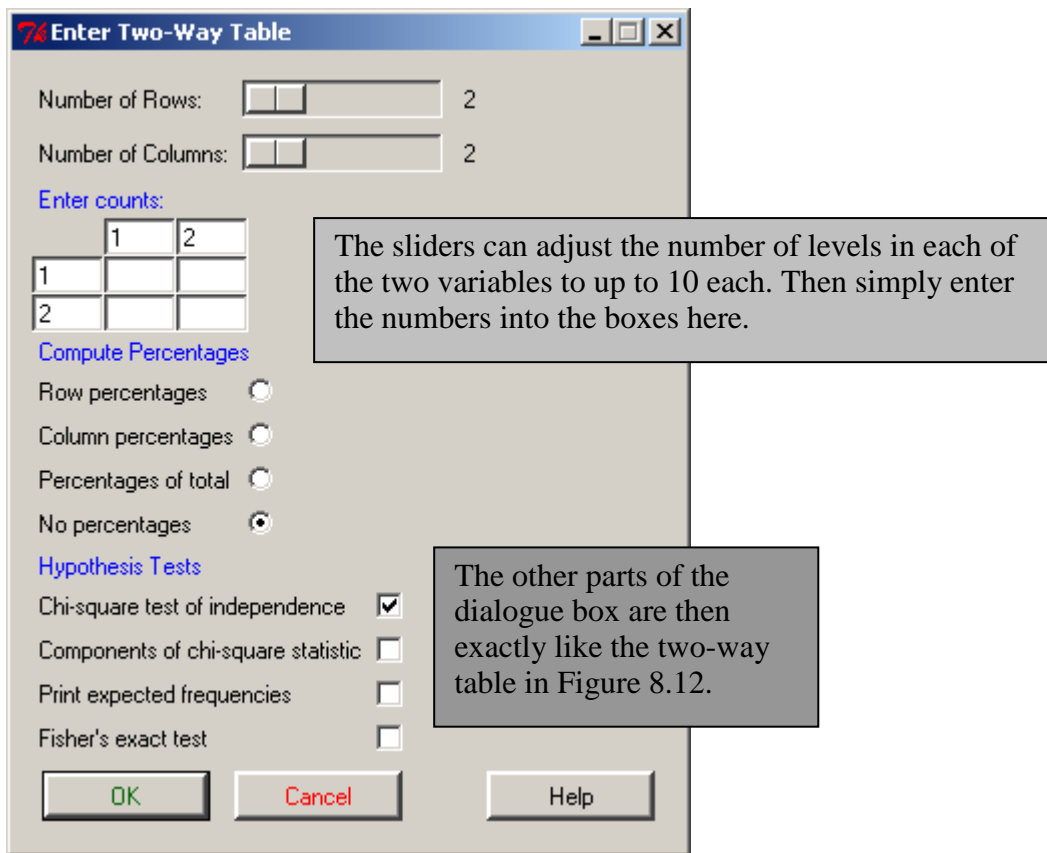 Enter Two-Way Table
Number of Rows: 2
Number of Columns: 2
Enter counts:
1 2
1
2
The sliders can adjust the number of levels in each of
the two variables to up to 10 each. Then simply enter
the numbers into the boxes here.
Compute Percentages
Row percentages
Column percentages
Percentages of total
No percentages
Hypothesis Tests
Chi-square test of independence
Components of chi-square statistic
Print expected frequencies
Fisher's exact test
The other parts of the
dialogue box are then
exactly like the two-way
table in Figure 8.12.
OK Cancel Help